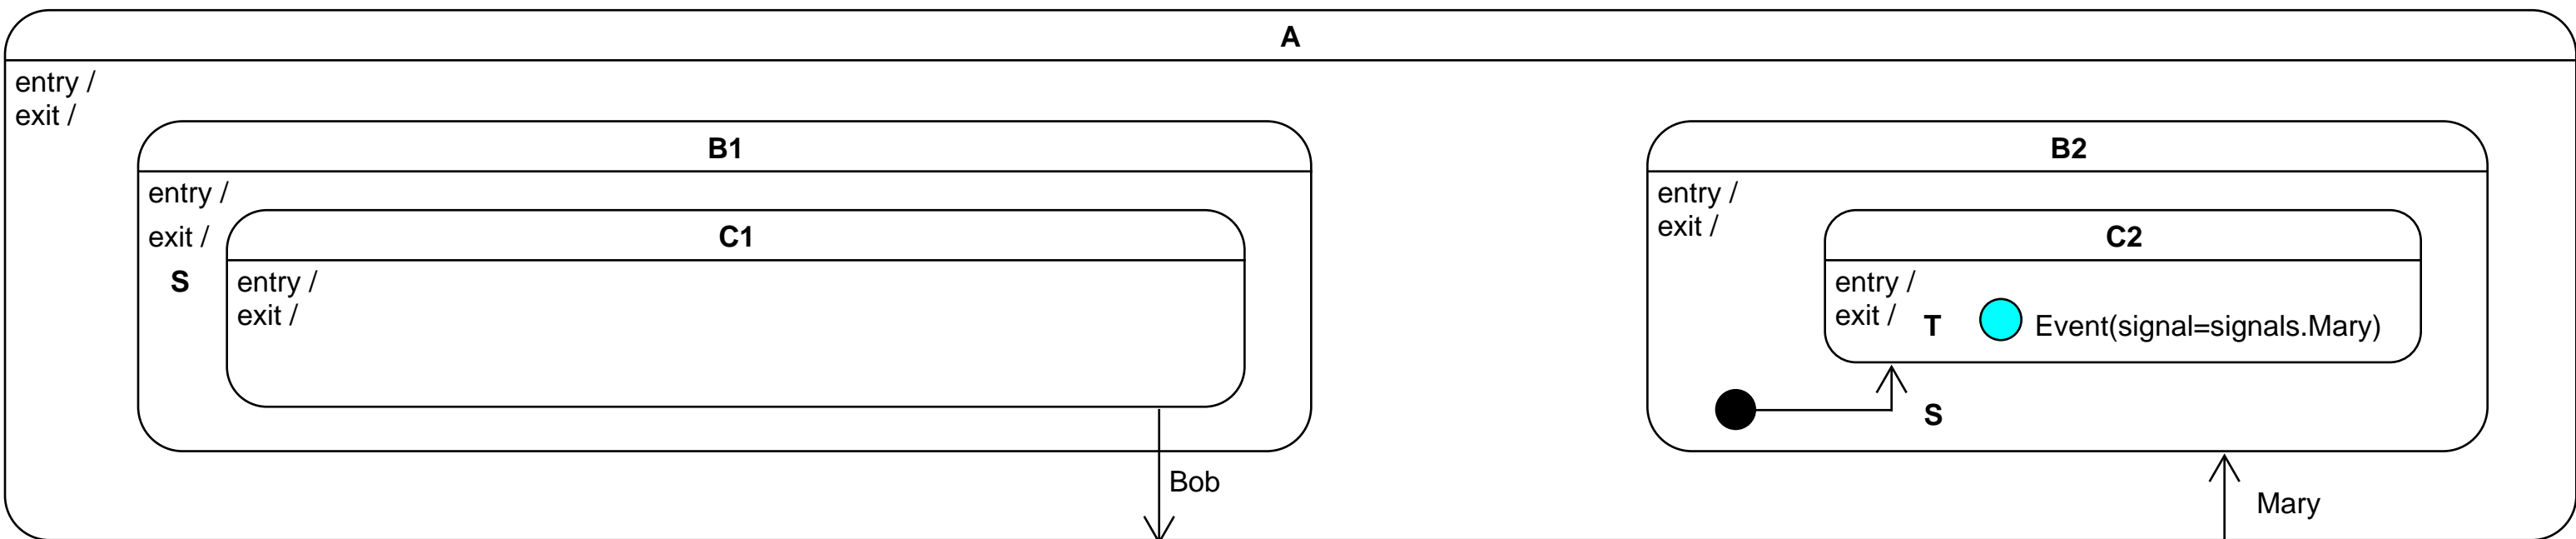 A
entry /
exit /
B1
entry /
exit /
S
C1
entry /
exit /
Bob
B2
entry /
exit /
C2
entry /
exit /
T
Event(signal=signals.Mary)
S
Mary